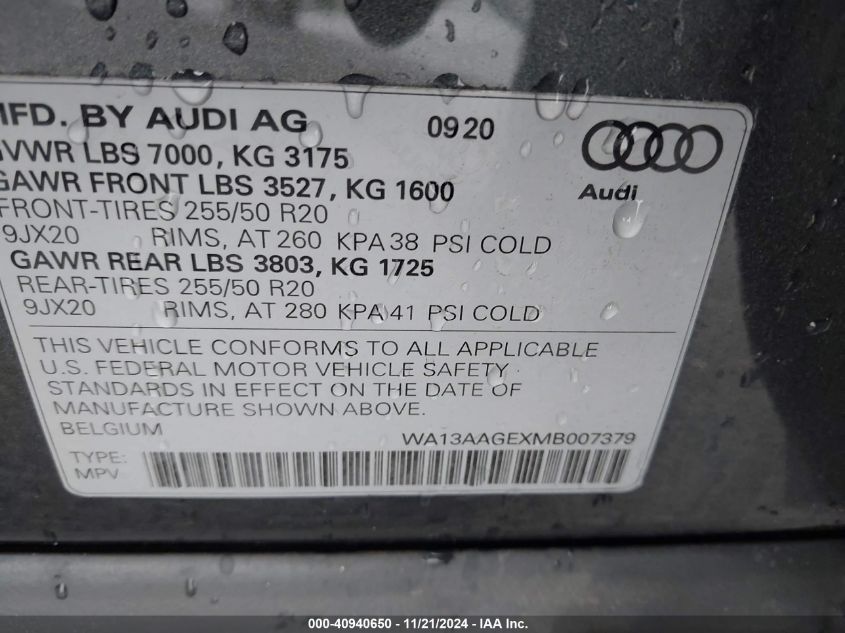 MFD. BY AUDI AG 0920
GVWR LBS 7000, KG 3175
GAWR FRONT LBS 3527, KG 1600
Audi
FRONT-TIRES 255/50 R20
9JX20 RIMS, AT 260 KPA 38 PSI COLD
GAWR REAR LBS 3803, KG 1725
REAR-TIRES 255/50 R20
9JX20 RIMS, AT 280 KPA 41 PSI COLD
THIS VEHICLE CONFORMS TO ALL APPLICABLE
U.S. FEDERAL MOTOR VEHICLE SAFETY
STANDARDS IN EFFECT ON THE DATE OF
MANUFACTURE SHOWN ABOVE.
BELGIUM WA13AAGEXMB007379
TYPE:
MPV
000-40940650 - 11/21/2024 - IAA Inc.